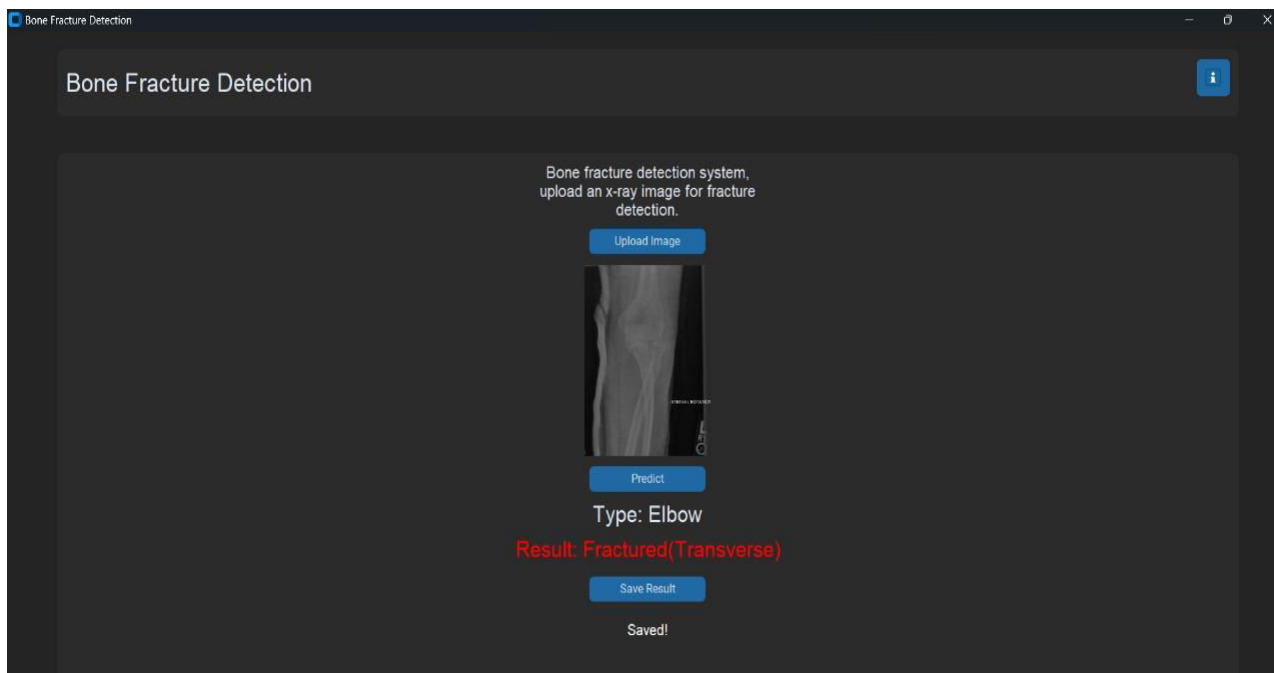 Bone Fracture Detection
Bone Fracture Detection
i
Bone fracture detection system,
upload an x-ray image for fracture
detection.
Upload Image
L
Predict
Type: Elbow
Result: Fractured(Transverse)
Save Result
Saved!